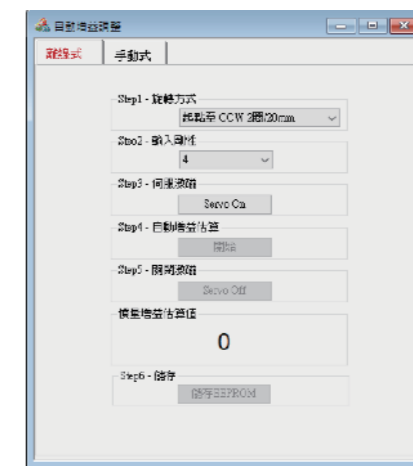 自動增益調整
離線式 手動式
Step1 - 旋轉方式
起點至 CCW 2圈/20mm
Step2 - 輸入剛性
4
Step3 - 伺服激磁
Servo On
Step4 - 自動增益估算
開始
Step5 - 關閉激磁
Servo Off
慣量增益估算值
0
Step6 - 儲存
儲存EEPROM